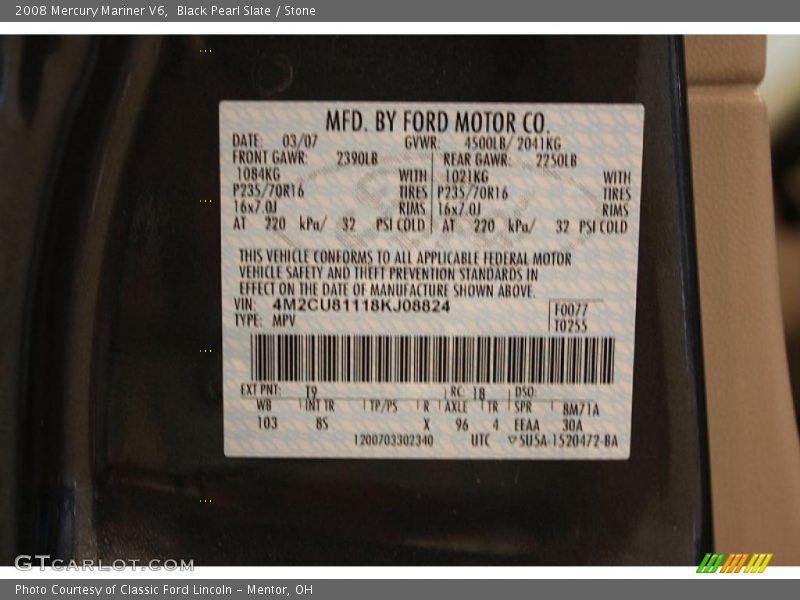 2008 Mercury Mariner V6,  Black Pearl Slate / Stone
MFD. BY FORD MOTOR CO.
DATE: 03/07 GVWR: 4500LB/ 2041KG
FRONT GAWR: 2390LB REAR GAWR: 2250LB
1084KG WITH 1021KG WITH
P235/70R16 TIRES P235/70R16 TIRES
16x7.0J RIMS 16x7.0J RIMS
AT 220 kPa/ 32 PSI COLD AT 220 kPa/ 32 PSI COLD
THIS VEHICLE CONFORMS TO ALL APPLICABLE FEDERAL MOTOR
VEHICLE SAFETY AND THEFT PREVENTION STANDARDS IN
EFFECT ON THE DATE OF MANUFACTURE SHOWN ABOVE.
VIN: 4M2CU81118KJ08824 F0077
TYPE: MPV T0255
EXT PNT: T9 RC: 18 DSO:
WB INT TR TP/PS R AXLE TR SPR 8M71A
103 8S X 96 4 EEAA 30A
1200703302340 UTC ▽SU5A-1520472-BA
GTCARLOT.COM
Photo Courtesy of Classic Ford Lincoln – Mentor, OH